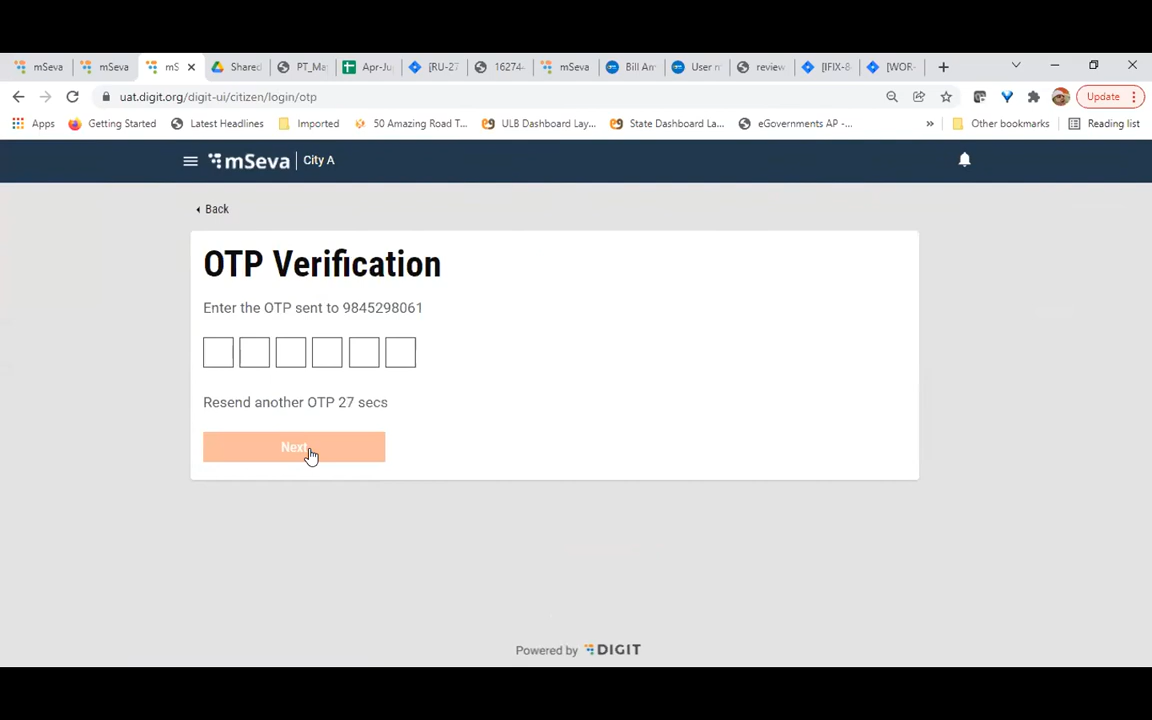 mSeva
mSeva
mS
Shared
PT_Ma
Apr-Ju
[RU-27
16274-
mSeva
Bill Am
User n
review
[IFIX-8
[WOR-
uat.digit.org/digit-ui/citizen/login/otp
Update
Apps
Getting Started
Latest Headlines
Imported
50 Amazing Road T...
ULB Dashboard Lay...
State Dashboard La...
eGovernments AP -...
»
Other bookmarks
Reading list
mSeva
City A
Back
OTP Verification
Enter the OTP sent to 9845298061
Resend another OTP 27 secs
Next
Powered by DIGIT